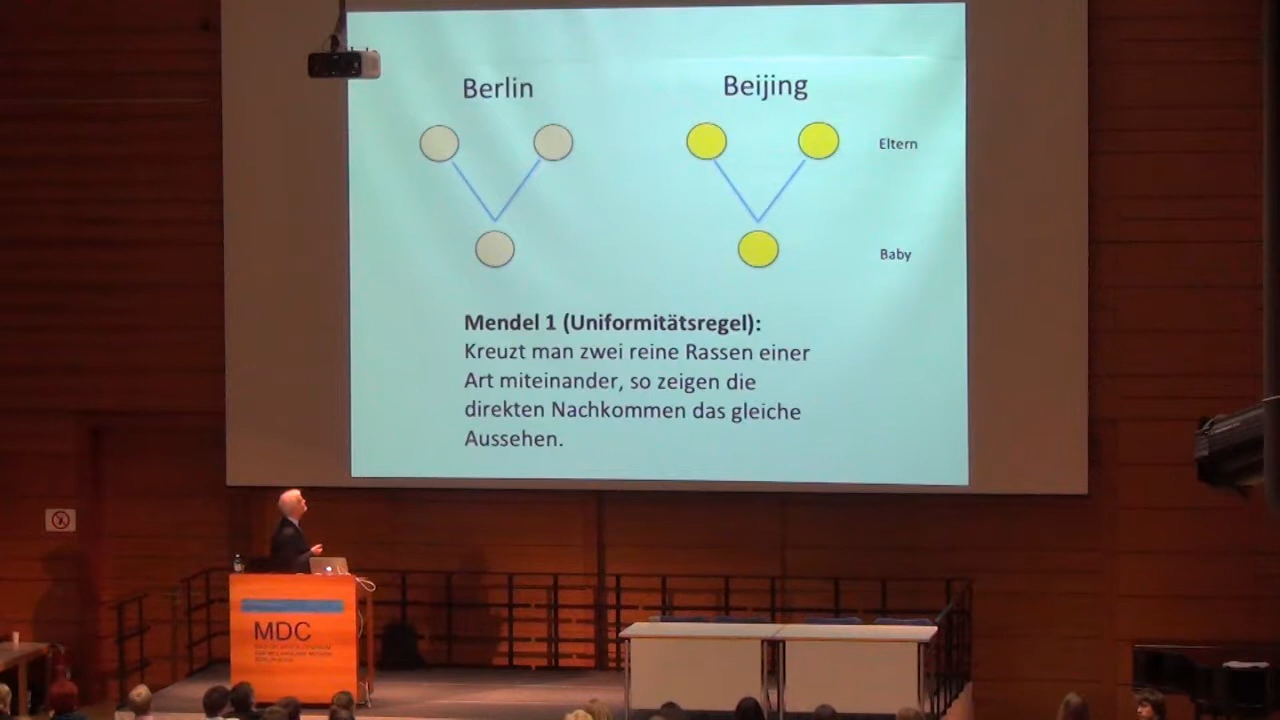 Berlin
Beijing
Eltern
Baby
Mendel 1 (Uniformitätsregel):
Kreuzt man zwei reine Rassen einer
Art miteinander, so zeigen die
direkten Nachkommen das gleiche
Aussehen.
MDC